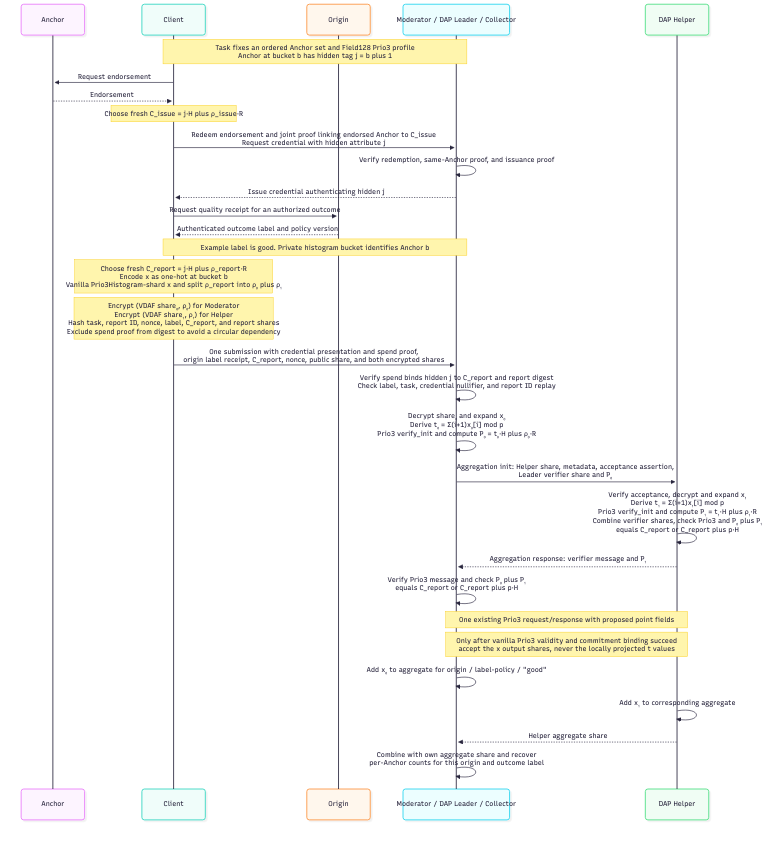 Anchor
Client
Origin
Moderator / DAP Leader / Collector
DAP Helper
Task fixes an ordered Anchor set and Field128 Prio3 profile
Anchor at bucket b has hidden tag j = b plus 1
Request endorsement
Endorsement
Choose fresh C_issue = j·H plus ρ_issue·R
Redeem endorsement and joint proof linking endorsed Anchor to C_issue
Request credential with hidden attribute j
Verify redemption, same-Anchor proof, and issuance proof
Issue credential authenticating hidden j
Request quality receipt for an authorized outcome
Authenticated outcome label and policy version
Example label is good. Private histogram bucket identifies Anchor b
Choose fresh C_report = j·H plus ρ_report·R
Encode x as one-hot at bucket b
Vanilla Prio3Histogram-shard x and split ρ_report into ρ₀ plus ρ₁
Encrypt (VDAF share₀, ρ₀) for Moderator
Encrypt (VDAF share₁, ρ₁) for Helper
Hash task, report ID, nonce, label, C_report, and report shares
Exclude spend proof from digest to avoid a circular dependency
One submission with credential presentation and spend proof,
origin label receipt, C_report, nonce, public share, and both encrypted shares
Verify spend binds hidden j to C_report and report digest
Check label, task, credential nullifier, and report ID replay
Decrypt share₀ and expand x₀
Derive t₀ = Σ(i+1)x₀[i] mod p
Prio3 verify_init and compute P₀ = t₀·H plus ρ₀·R
Aggregation init: Helper share, metadata, acceptance assertion,
Leader verifier share and P₀
Verify acceptance, decrypt and expand x₁
Derive t₁ = Σ(i+1)x₁[i] mod p
Prio3 verify_init and compute P₁ = t₁·H plus ρ₁·R
Combine verifier shares, check Prio3 and P₀ plus P₁
equals C_report or C_report plus p·H
Aggregation response: verifier message and P₁
Verify Prio3 message and check P₀ plus P₁
equals C_report or C_report plus p·H
One existing Prio3 request/response with proposed point fields
Only after vanilla Prio3 validity and commitment binding succeed
accept the x output shares, never the locally projected t values
Add x₀ to aggregate for origin / label-policy / "good"
Add x₁ to corresponding aggregate
Helper aggregate share
Combine with own aggregate share and recover
per-Anchor counts for this origin and outcome label
Anchor
Client
Origin
Moderator / DAP Leader / Collector
DAP Helper